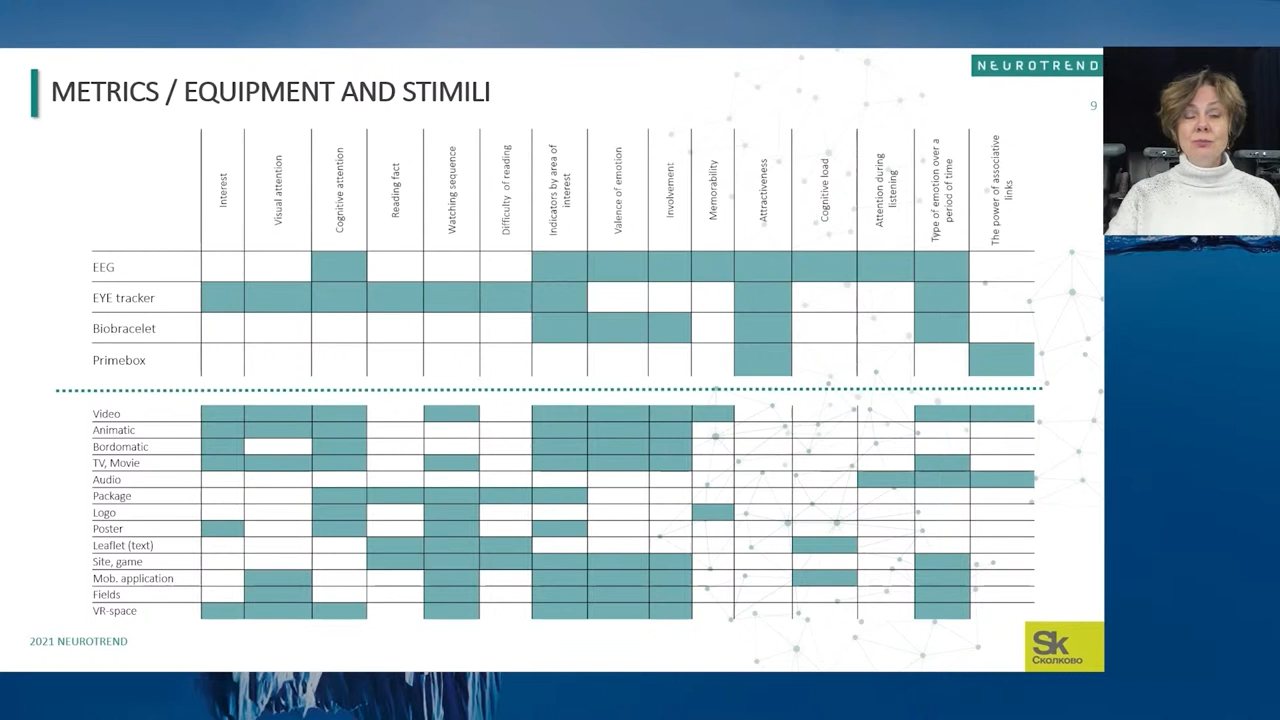 NEUROTREND
METRICS / EQUIPMENT AND STIMILI
9
Interest
Visual attention
Cognitive attention
Reading fact
Watching sequence
Difficulty of reading
Indicators by area of
interest
Valence of emotion
Involvement
Memorability
Attractiveness
Cognitive load
Attention during
listening
Type of emotion over a
period of time
The power of associative
links
EEG
EYE tracker
Biobracelet
Primebox
Video
Animatic
Bordomatic
TV, Movie
Audio
Package
Logo
Poster
Leaflet (text)
Site, game
Mob. application
Fields
VR-space
2021 NEUROTREND
Sk
Сколково